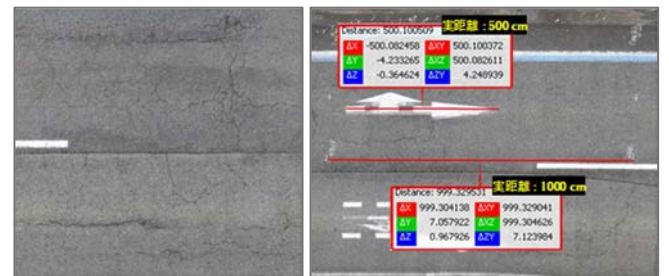 Distance: 500.100509 実距離：500 cm
ΔX -500.082458 ΔXY 500.100372
ΔY -4.233265 ΔXZ 500.082611
ΔZ -0.364624 ΔZY 4.248939
Distance: 999.329531 実距離：1000 cm
ΔX 999.304138 ΔXY 999.329041
ΔY 7.057922 ΔXZ 999.304626
ΔZ 0.967926 ΔZY 7.123984